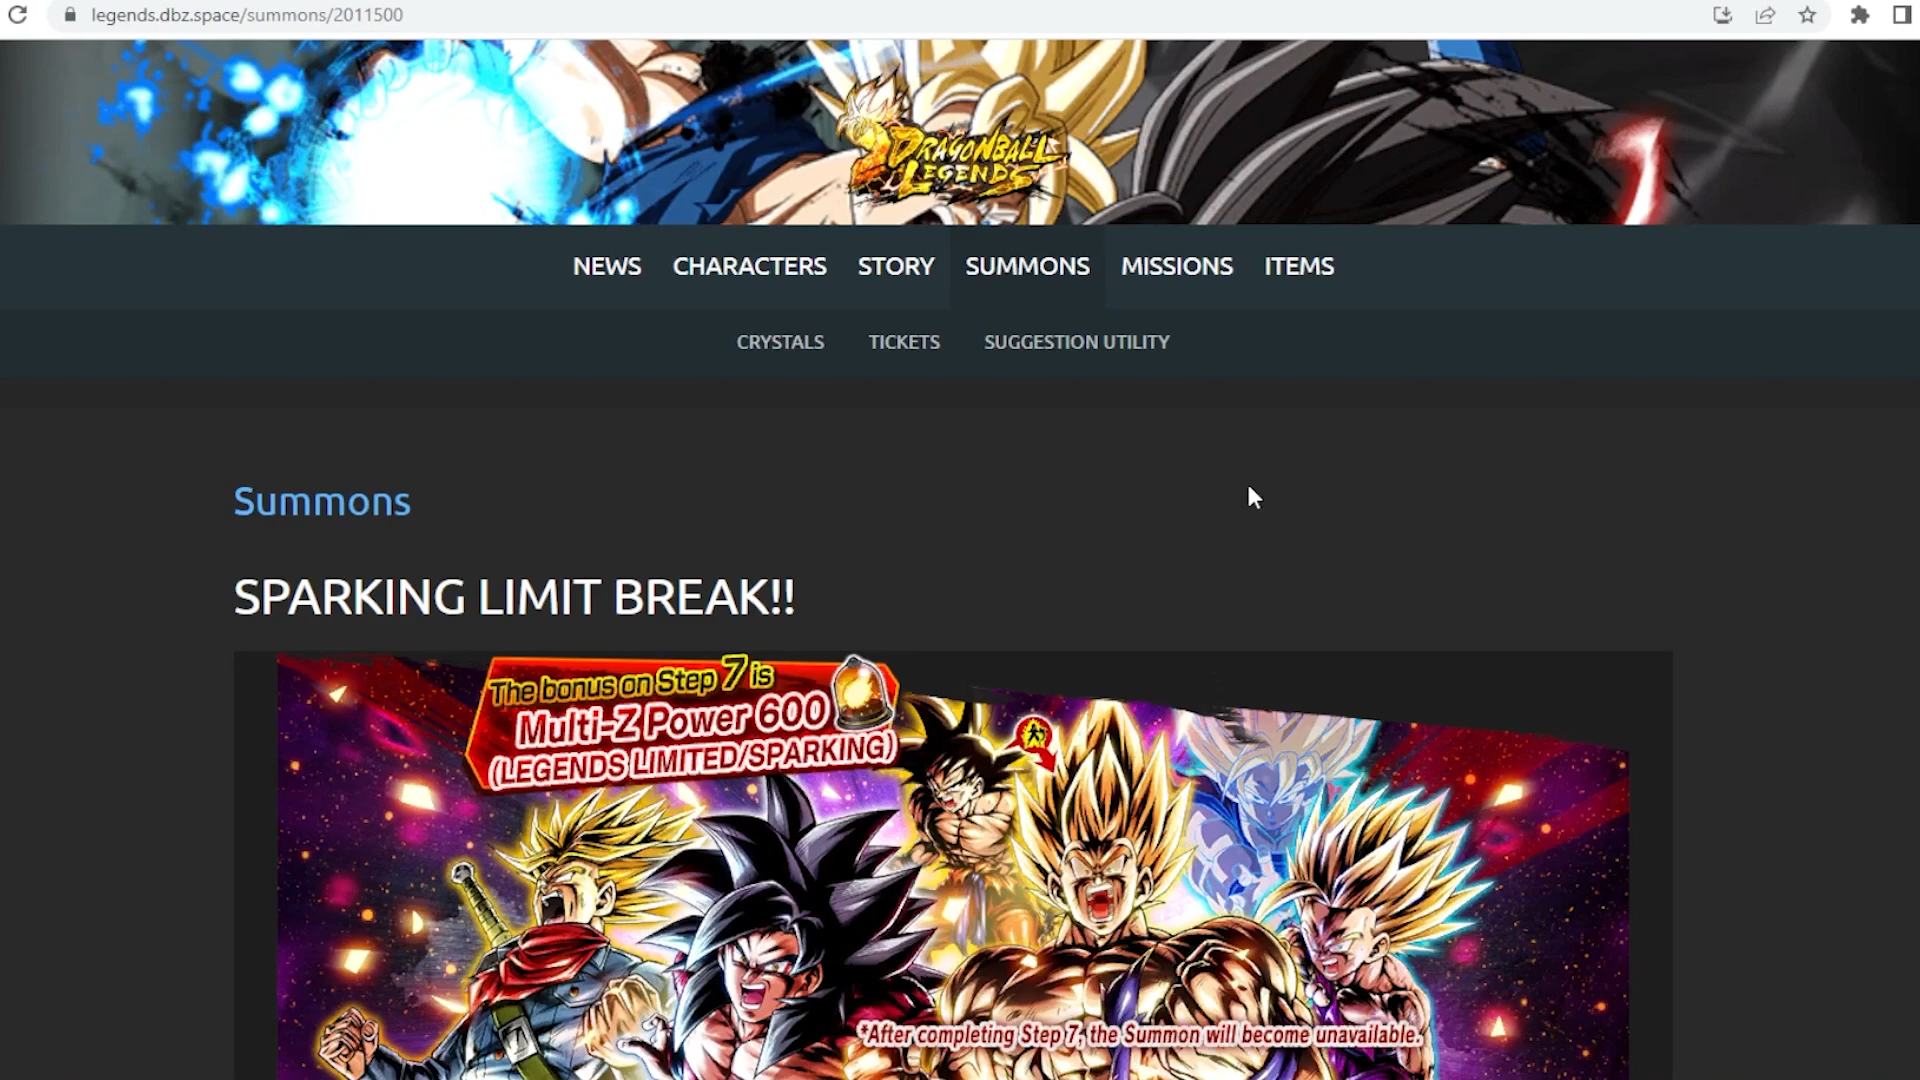 legends.dbz.space/summons/2011500
DRAGONBALL
LEGENDS
NEWS CHARACTERS STORY SUMMONS MISSIONS ITEMS
CRYSTALS TICKETS SUGGESTION UTILITY
Summons
SPARKING LIMIT BREAK!!
The bonus on Step 7 is
Multi-Z Power 600
(LEGENDS LIMITED/SPARKING)
*After completing Step 7, the Summon will become unavailable.